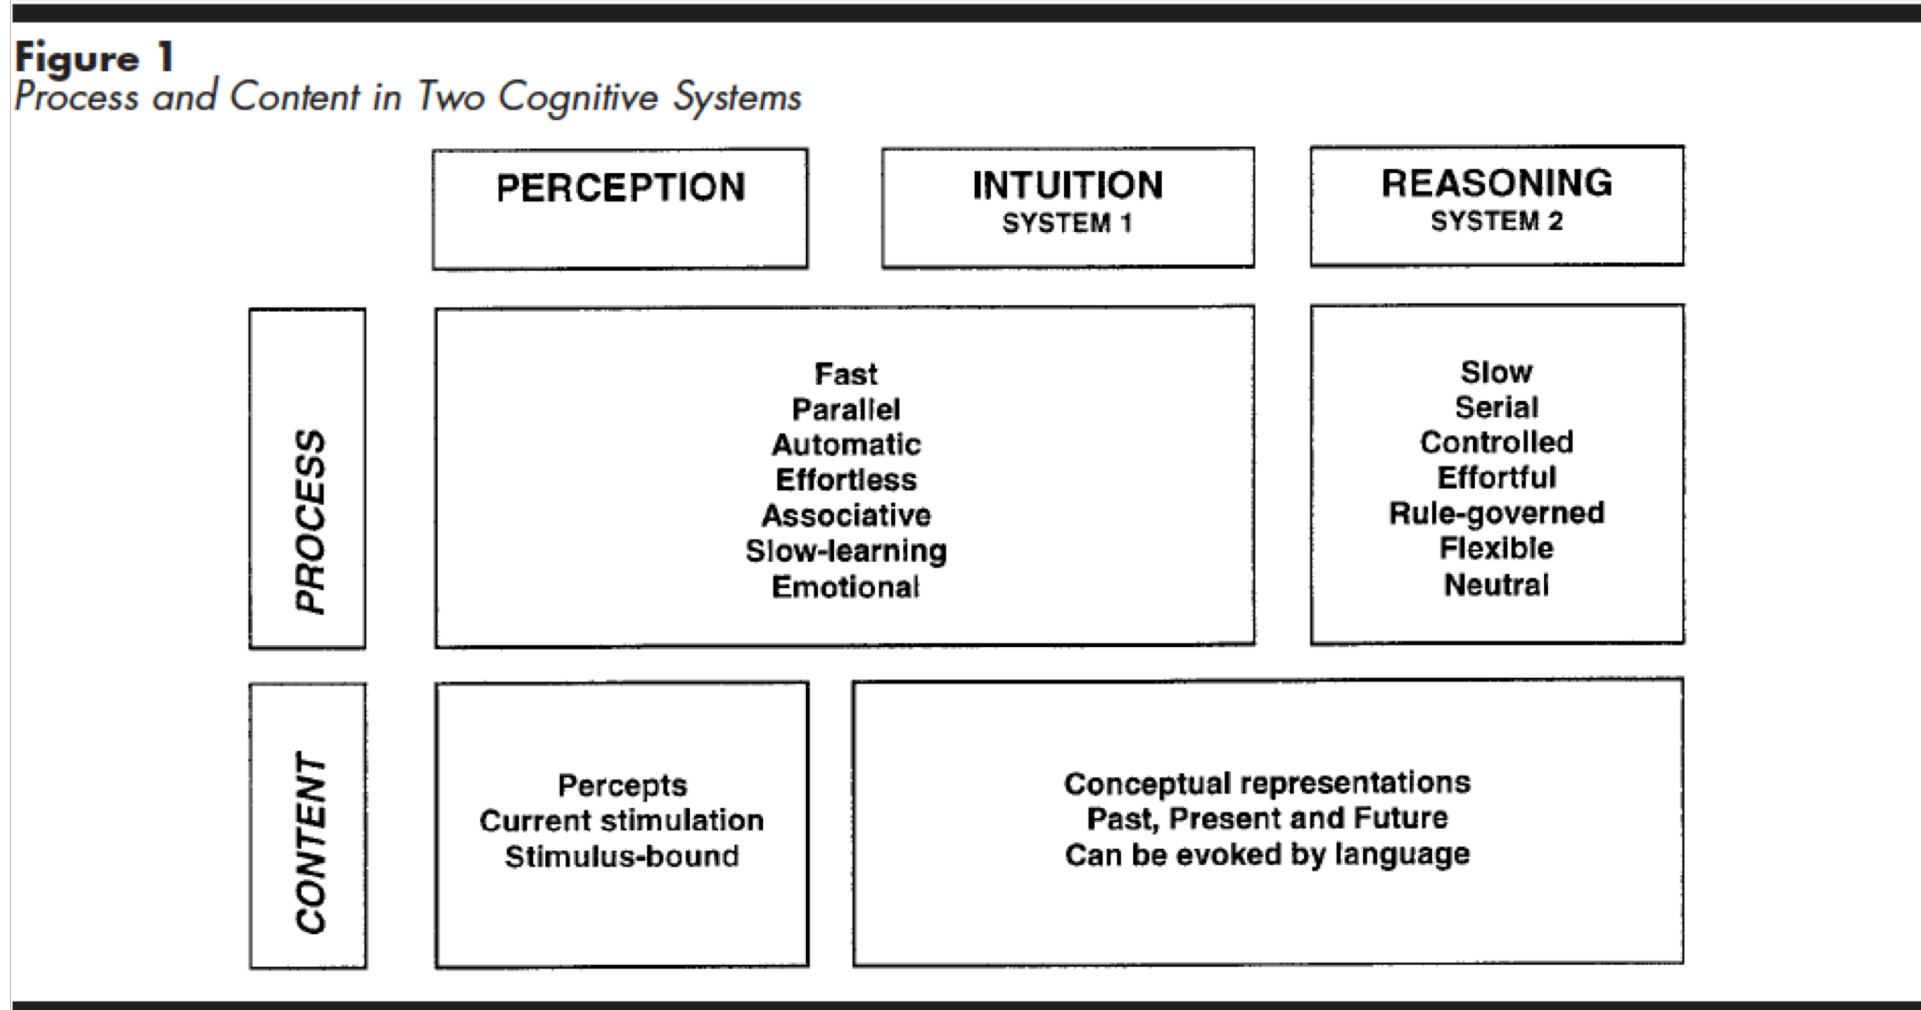 Figure 1
Process and Content in Two Cognitive Systems
PERCEPTION
INTUITION
SYSTEM 1
REASONING
SYSTEM 2
PROCESS
Fast
Parallel
Automatic
Effortless
Associative
Slow-learning
Emotional
Slow
Serial
Controlled
Effortful
Rule-governed
Flexible
Neutral
CONTENT
Percepts
Current stimulation
Stimulus-bound
Conceptual representations
Past, Present and Future
Can be evoked by language